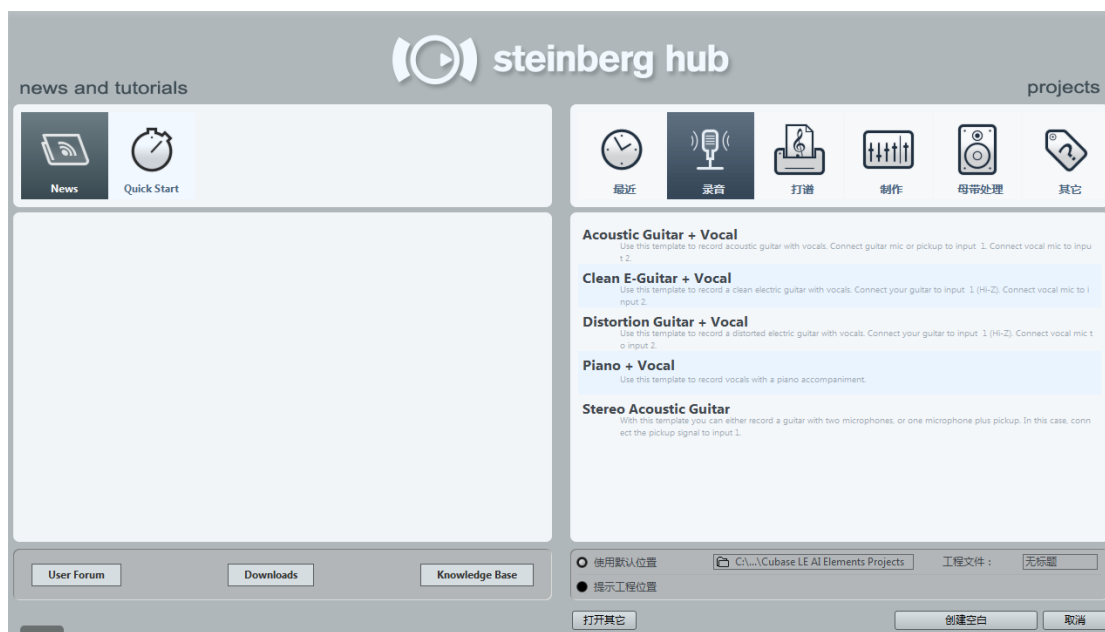 steinberg hub
news and tutorials
projects
News
Quick Start
最近
录音
打谱
制作
母带处理
其它
Acoustic Guitar + Vocal
Use this template to record acoustic guitar with vocals. Connect guitar mic or pickup to input 1. Connect vocal mic to inpu
t 2.
Clean E-Guitar + Vocal
Use this template to record a clean electric guitar with vocals. Connect your guitar to input 1 (Hi-Z). Connect vocal mic to i
nput 2.
Distortion Guitar + Vocal
Use this template to record a distorted electric guitar with vocals. Connect your guitar to input 1 (Hi-Z). Connect vocal mic t
o input 2.
Piano + Vocal
Use this template to record vocals with a piano accompaniment.
Stereo Acoustic Guitar
With this template you can either record a guitar with two microphones, or one microphone plus pickup. In this case, conn
ect the pickup signal to input 1.
User Forum
Downloads
Knowledge Base
使用默认位置
C:\...\Cubase LE AI Elements Projects
工程文件：
无标题
提示工程位置
打开其它
创建空白
取消